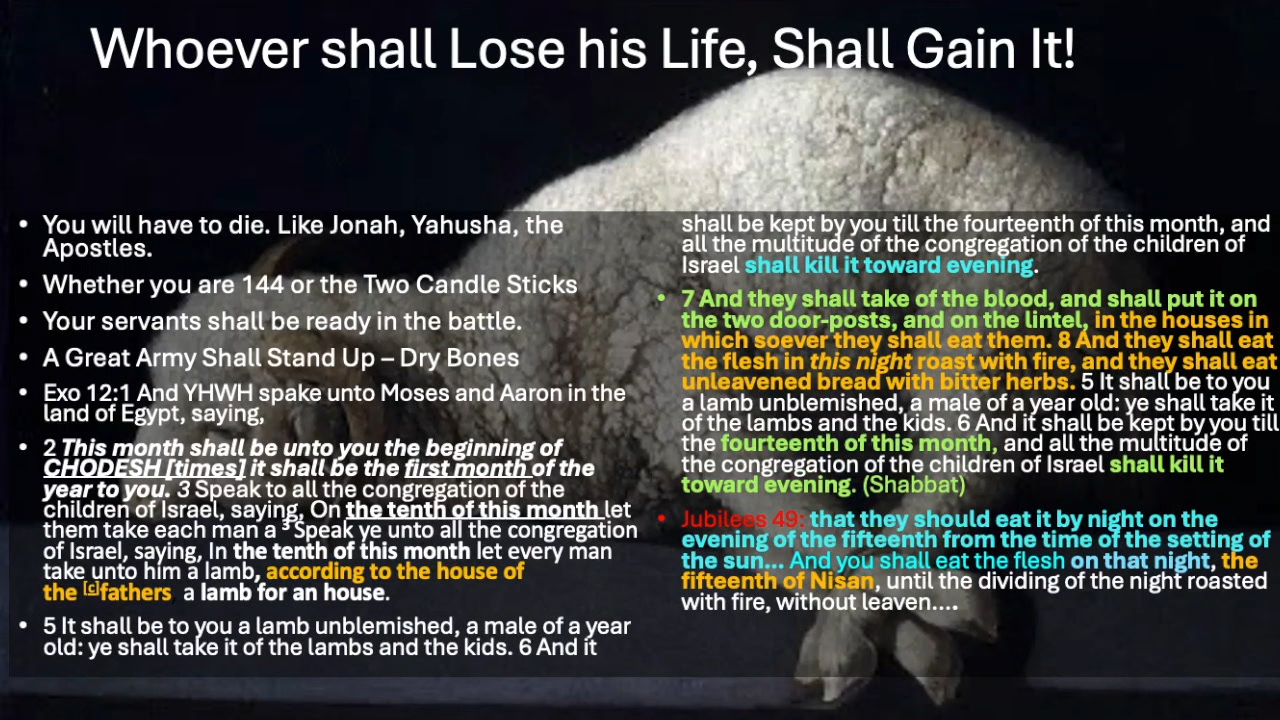 Whoever shall Lose his Life, Shall Gain It!
• You will have to die. Like Jonah, Yahusha, the
Apostles.
• Whether you are 144 or the Two Candle Sticks
• Your servants shall be ready in the battle.
• A Great Army Shall Stand Up – Dry Bones
• Exo 12:1 And YHWH spake unto Moses and Aaron in the
land of Egypt, saying,
• 2 This month shall be unto you the beginning of
CHODESH [times] it shall be the first month of the
year to you. 3 Speak to all the congregation of the
children of Israel, saying, On the tenth of this month let
them take each man a ³ Speak ye unto all the congregation
of Israel, saying, In the tenth of this month let every man
take unto him a lamb, according to the house of
the [c]fathers a lamb for an house.
• 5 It shall be to you a lamb unblemished, a male of a year
old: ye shall take it of the lambs and the kids. 6 And it
shall be kept by you till the fourteenth of this month, and
all the multitude of the congregation of the children of
Israel shall kill it toward evening.
• 7 And they shall take of the blood, and shall put it on
the two door-posts, and on the lintel, in the houses in
which soever they shall eat them. 8 And they shall eat
the flesh in this night roast with fire, and they shall eat
unleavened bread with bitter herbs. 5 It shall be to you
a lamb unblemished, a male of a year old: ye shall take it
of the lambs and the kids. 6 And it shall be kept by you till
the fourteenth of this month, and all the multitude of
the congregation of the children of Israel shall kill it
toward evening. (Shabbat)
• Jubilees 49: that they should eat it by night on the
evening of the fifteenth from the time of the setting of
the sun... And you shall eat the flesh on that night, the
fifteenth of Nisan, until the dividing of the night roasted
with fire, without leaven....